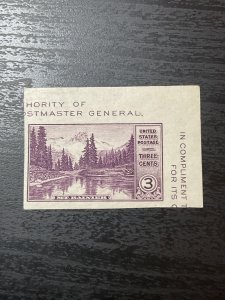 HORITY OF
STMASTER GENERAL,
UNITED
STATES
POSTAGE
THREE
CENTS
3
MT. RAINIER
IN COMPLIMENT T
FOR ITS